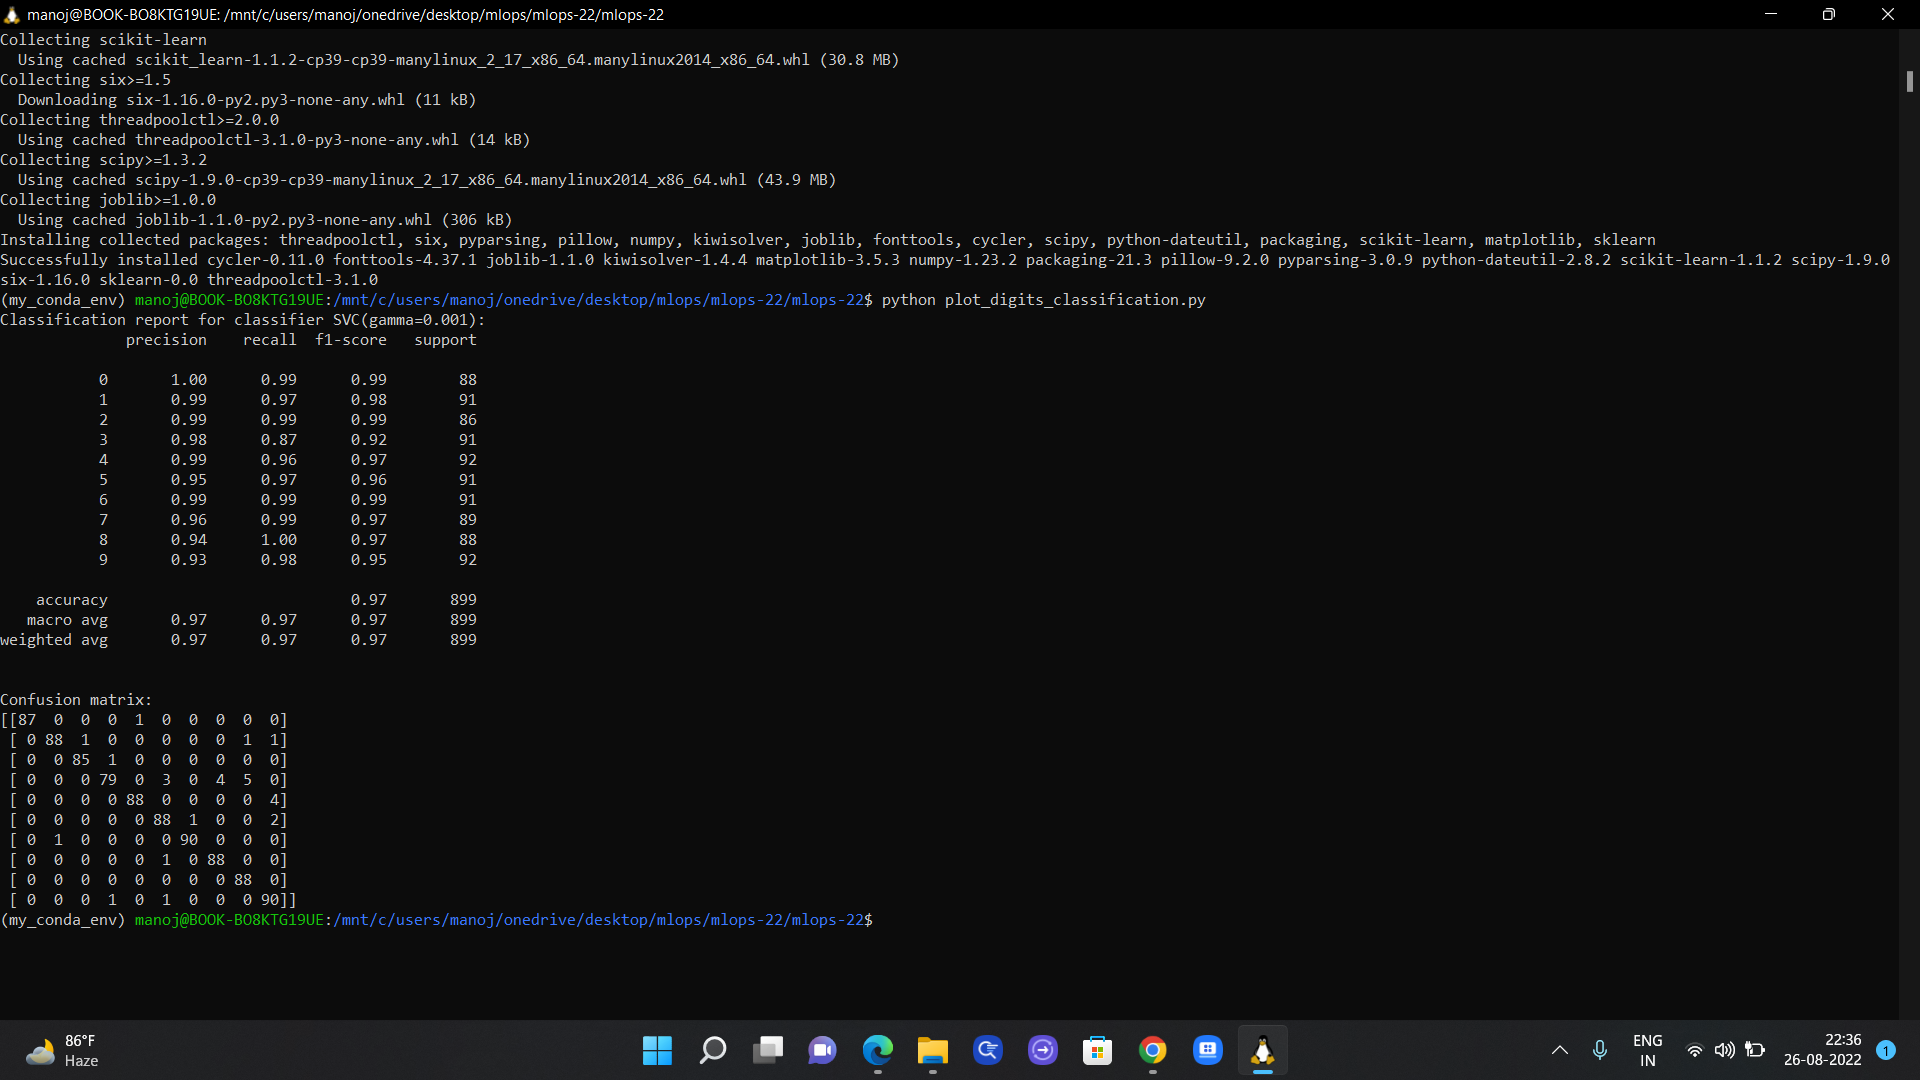 manoj@BOOK-BO8KTG19UE: /mnt/c/users/manoj/onedrive/desktop/mlops/mlops-22/mlops-22
Collecting scikit-learn
  Using cached scikit_learn-1.1.2-cp39-cp39-manylinux_2_17_x86_64.manylinux2014_x86_64.whl (30.8 MB)
Collecting six>=1.5
  Downloading six-1.16.0-py2.py3-none-any.whl (11 kB)
Collecting threadpoolctl>=2.0.0
  Using cached threadpoolctl-3.1.0-py3-none-any.whl (14 kB)
Collecting scipy>=1.3.2
  Using cached scipy-1.9.0-cp39-cp39-manylinux_2_17_x86_64.manylinux2014_x86_64.whl (43.9 MB)
Collecting joblib>=1.0.0
  Using cached joblib-1.1.0-py2.py3-none-any.whl (306 kB)
Installing collected packages: threadpoolctl, six, pyparsing, pillow, numpy, kiwisolver, joblib, fonttools, cycler, scipy, python-dateutil, packaging, scikit-learn, matplotlib, sklearn
Successfully installed cycler-0.11.0 fonttools-4.37.1 joblib-1.1.0 kiwisolver-1.4.4 matplotlib-3.5.3 numpy-1.23.2 packaging-21.3 pillow-9.2.0 pyparsing-3.0.9 python-dateutil-2.8.2 scikit-learn-1.1.2 scipy-1.9.0
six-1.16.0 sklearn-0.0 threadpoolctl-3.1.0
(my_conda_env) manoj@BOOK-BO8KTG19UE:/mnt/c/users/manoj/onedrive/desktop/mlops/mlops-22/mlops-22$ python plot_digits_classification.py
Classification report for classifier SVC(gamma=0.001):
              precision    recall  f1-score   support
           0       1.00      0.99      0.99        88
           1       0.99      0.97      0.98        91
           2       0.99      0.99      0.99        86
           3       0.98      0.87      0.92        91
           4       0.99      0.96      0.97        92
           5       0.95      0.97      0.96        91
           6       0.99      0.99      0.99        91
           7       0.96      0.99      0.97        89
           8       0.94      1.00      0.97        88
           9       0.93      0.98      0.95        92
    accuracy                           0.97       899
   macro avg       0.97      0.97      0.97       899
weighted avg       0.97      0.97      0.97       899
Confusion matrix:
[[87  0  0  0  1  0  0  0  0  0]
 [ 0 88  1  0  0  0  0  0  1  1]
 [ 0  0 85  1  0  0  0  0  0  0]
 [ 0  0  0 79  0  3  0  4  5  0]
 [ 0  0  0  0 88  0  0  0  0  4]
 [ 0  0  0  0  0 88  1  0  0  2]
 [ 0  1  0  0  0  0 90  0  0  0]
 [ 0  0  0  0  0  1  0 88  0  0]
 [ 0  0  0  0  0  0  0  0 88  0]
 [ 0  0  0  1  0  1  0  0  0 90]]
(my_conda_env) manoj@BOOK-BO8KTG19UE:/mnt/c/users/manoj/onedrive/desktop/mlops/mlops-22/mlops-22$
86°F
Haze
ENG
IN
22:36
26-08-2022
1